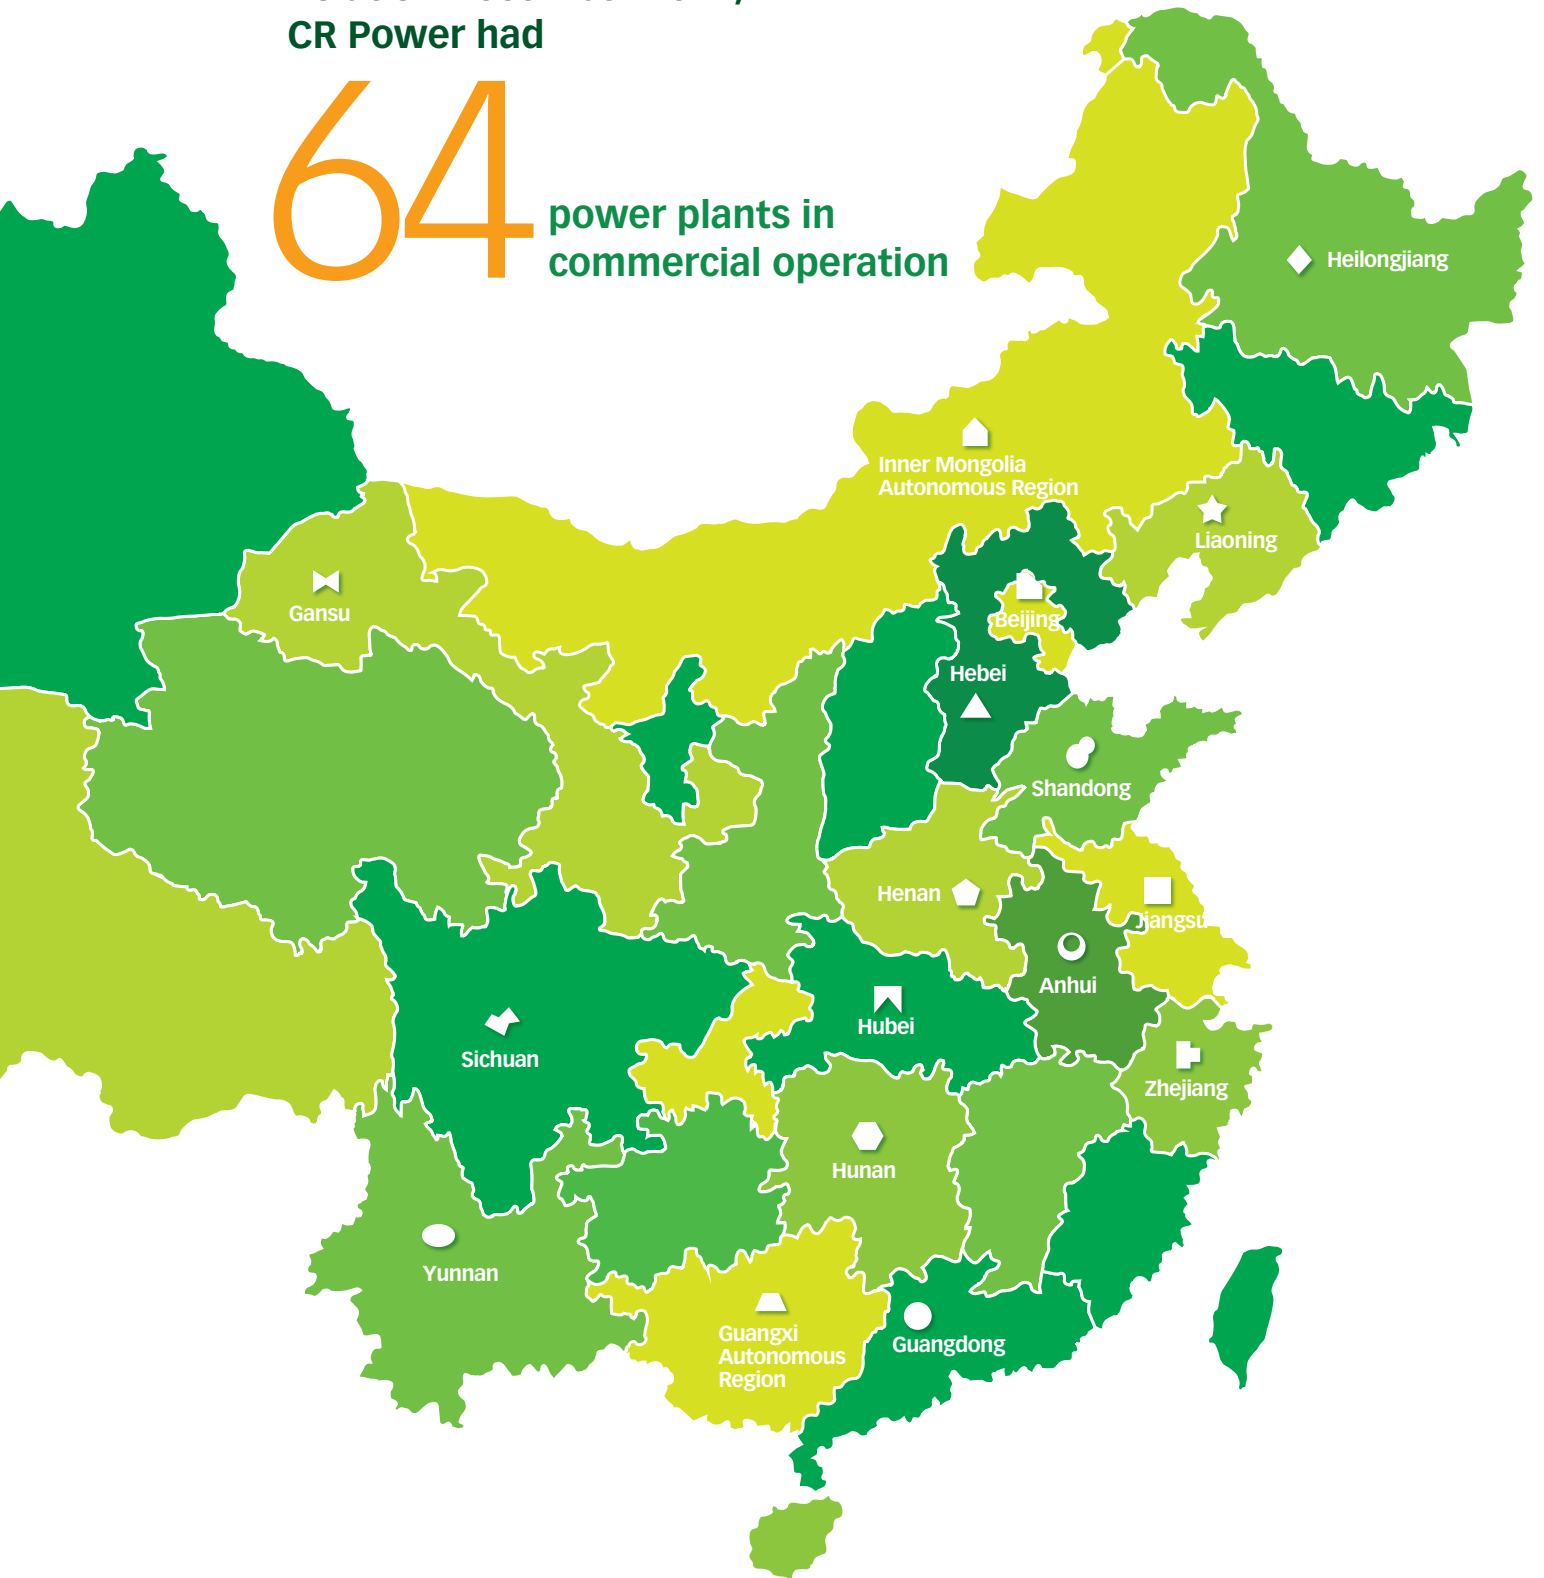 CR Power had
64
power plants in
commercial operation
Heilongjiang
Inner Mongolia
Autonomous Region
Liaoning
Gansu
Beijing
Hebei
Shandong
Henan
Jiangsu
Anhui
Hubei
Sichuan
Zhejiang
Hunan
Yunnan
Guangxi
Autonomous
Region
Guangdong